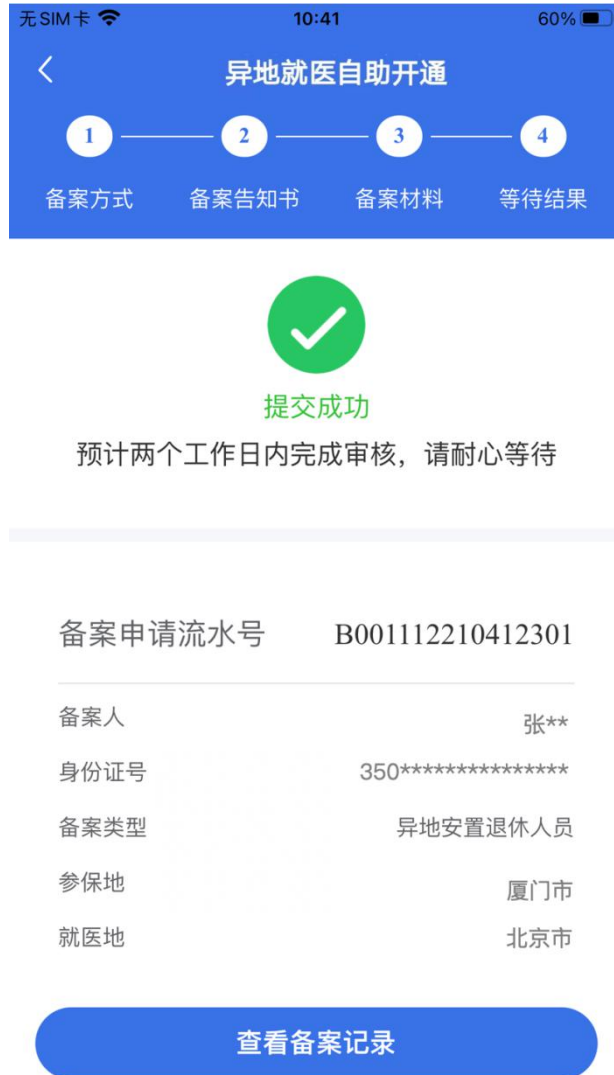 无SIM卡 10:41 60%
异地就医自助开通
1 2 3 4
备案方式 备案告知书 备案材料 等待结果
提交成功
预计两个工作日内完成审核，请耐心等待
备案申请流水号 B001112210412301
备案人 张**
身份证号 350***************
备案类型 异地安置退休人员
参保地 厦门市
就医地 北京市
查看备案记录